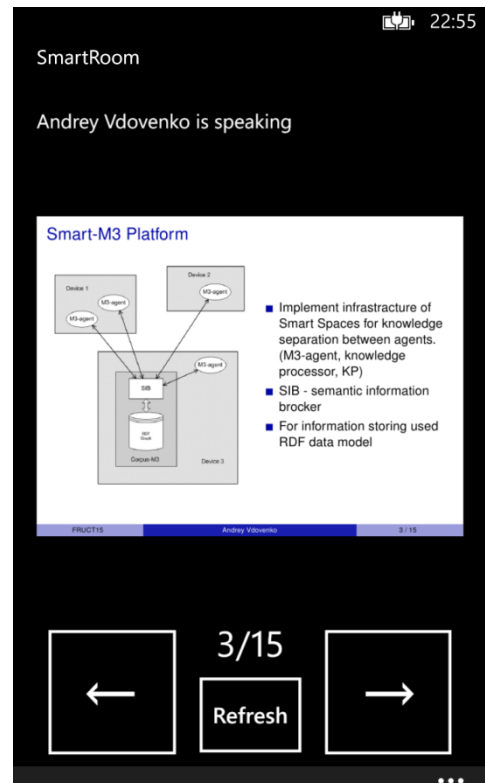 22:55
SmartRoom
Andrey Vdovenko is speaking
Smart-M3 Platform
Device 1
M3-agent
M3-agent
Device 2
M3-agent
M3-agent
SIB
RDF
Graph
Corpus-M3
Device 3
Implement infrastracture of
Smart Spaces for knowledge
separation between agents.
(M3-agent, knowledge
processor, KP)
SIB - semantic information
brocker
For information storing used
RDF data model
FRUCT15
Andrey Vdovenko
3 / 15
3/15
Refresh